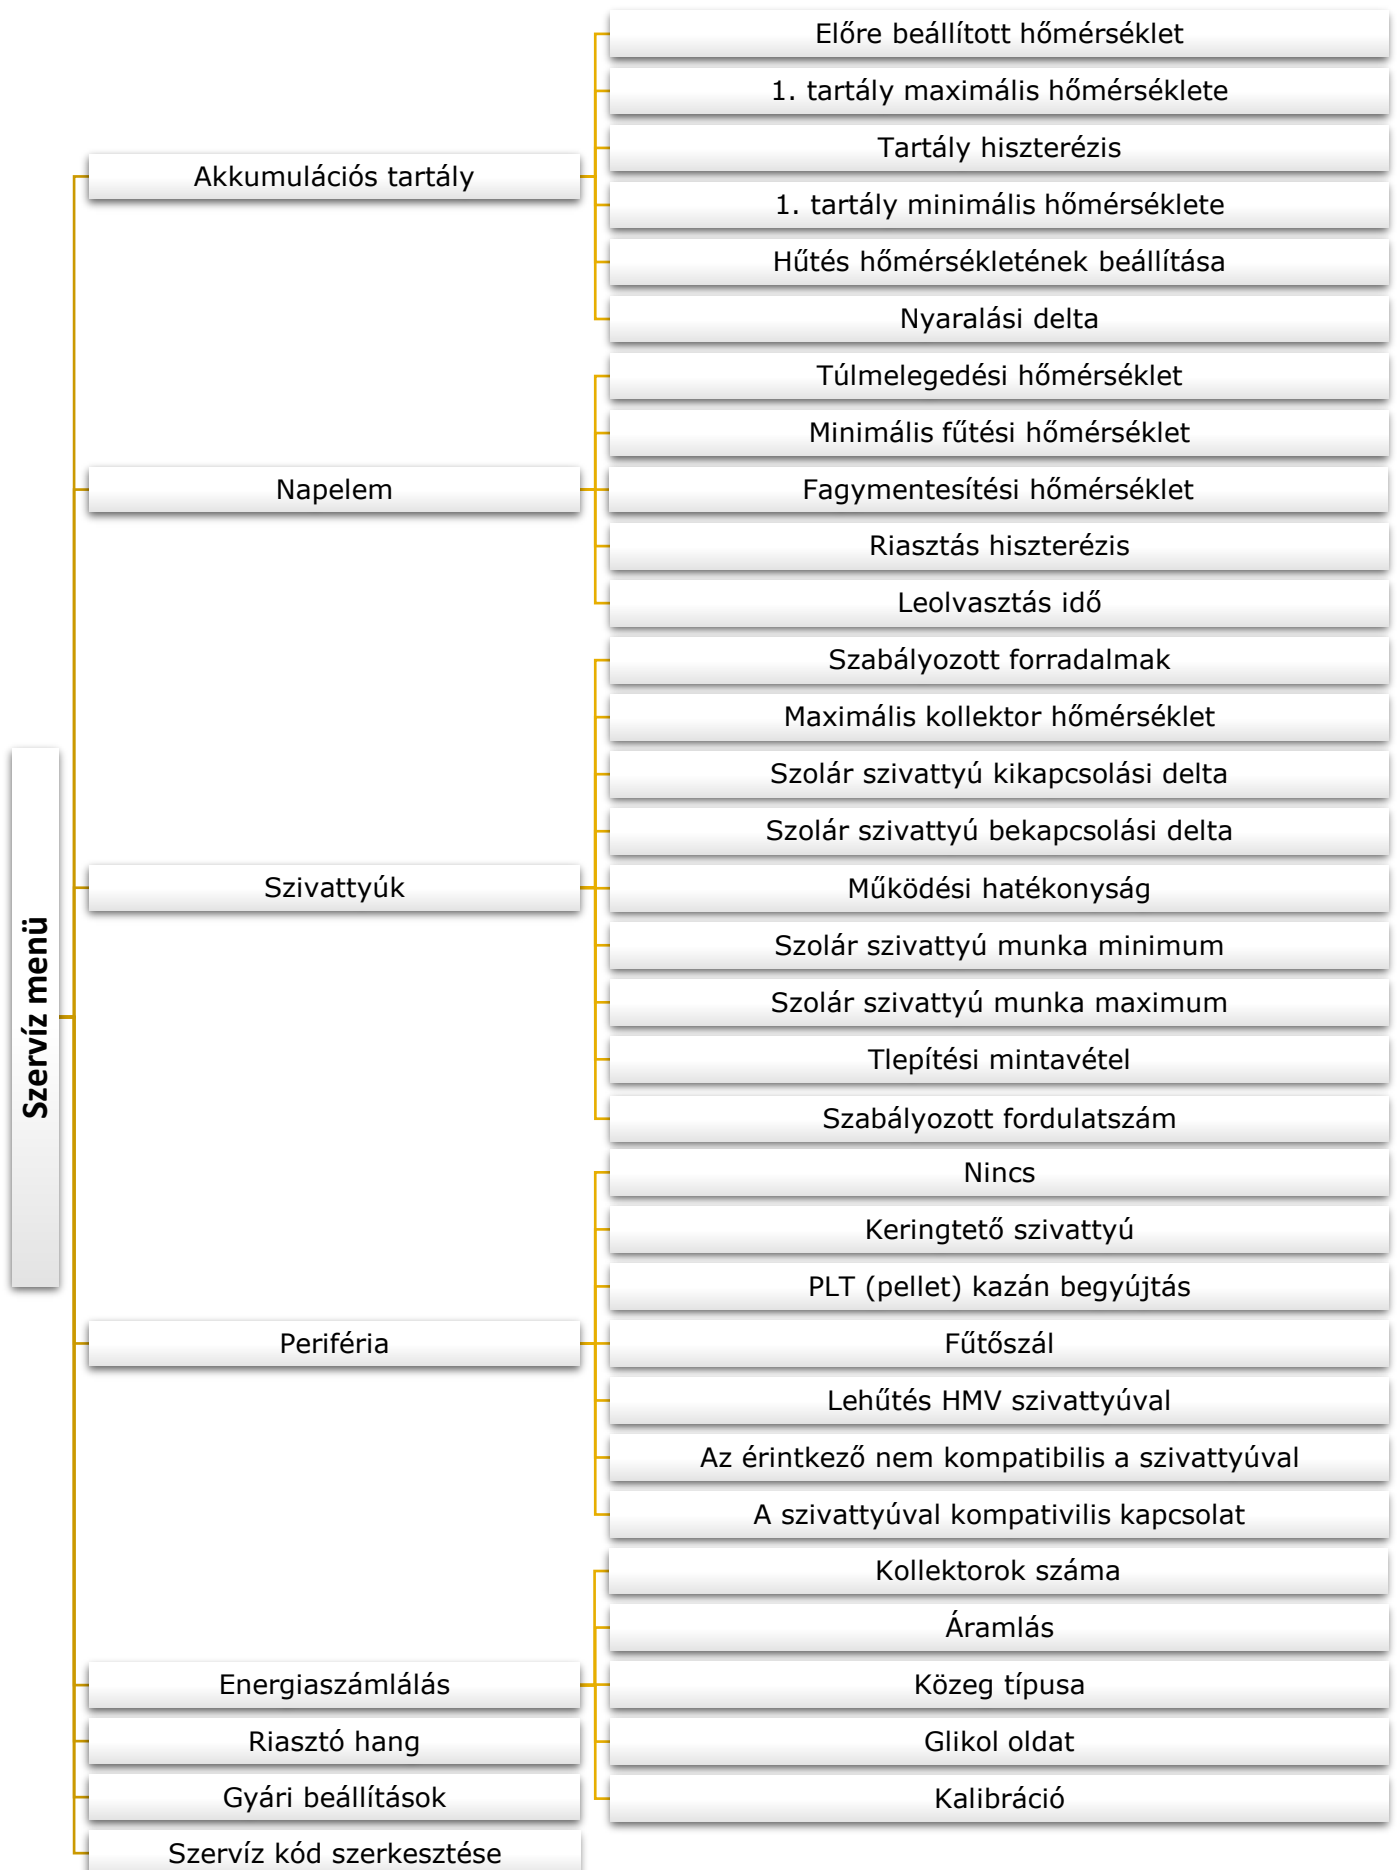 Szervíz menü
Akkumulációs tartály
Előre beállított hőmérséklet
1. tartály maximális hőmérséklete
Tartály hiszterézis
1. tartály minimális hőmérséklete
Hűtés hőmérsékletének beállítása
Nyaralási delta
Napelem
Túlmelegedési hőmérséklet
Minimális fűtési hőmérséklet
Fagymentesítési hőmérséklet
Riasztás hiszterézis
Leolvasztás idő
Szivattyúk
Szabályozott forradalmak
Maximális kollektor hőmérséklet
Szolár szivattyú kikapcsolási delta
Szolár szivattyú bekapcsolási delta
Működési hatékonyság
Szolár szivattyú munka minimum
Szolár szivattyú munka maximum
Tlepítési mintavétel
Szabályozott fordulatszám
Periféria
Nincs
Keringtető szivattyú
PLT (pellet) kazán begyújtás
Fűtőszál
Lehűtés HMV szivattyúval
Az érintkező nem kompatibilis a szivattyúval
A szivattyúval kompativilis kapcsolat
Energiaszámlálás
Kollektorok száma
Áramlás
Közeg típusa
Glikol oldat
Kalibráció
Riasztó hang
Gyári beállítások
Szervíz kód szerkesztése